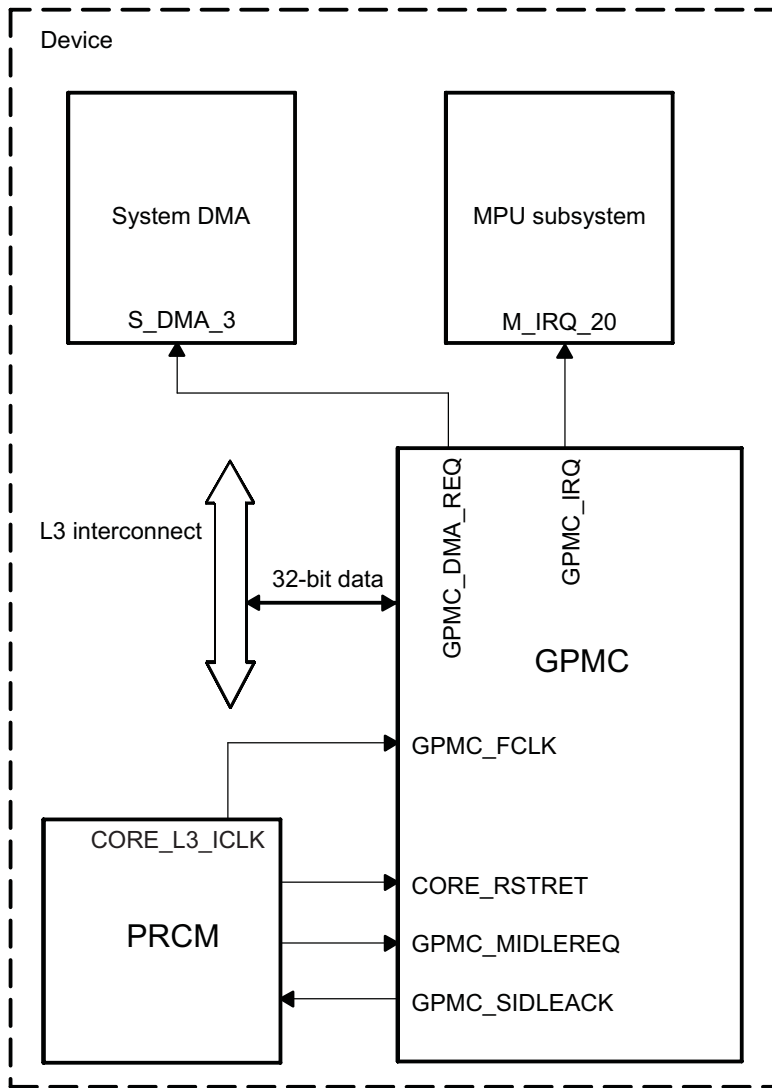 Device
System DMA
MPU subsystem
S_DMA_3
M_IRQ_20
GPMC_DMA_REQ
GPMC_IRQ
L3 interconnect
32-bit data
GPMC
GPMC_FCLK
CORE_L3_ICLK
CORE_RSTRET
PRCM
GPMC_MIDLEREQ
GPMC_SIDLEACK